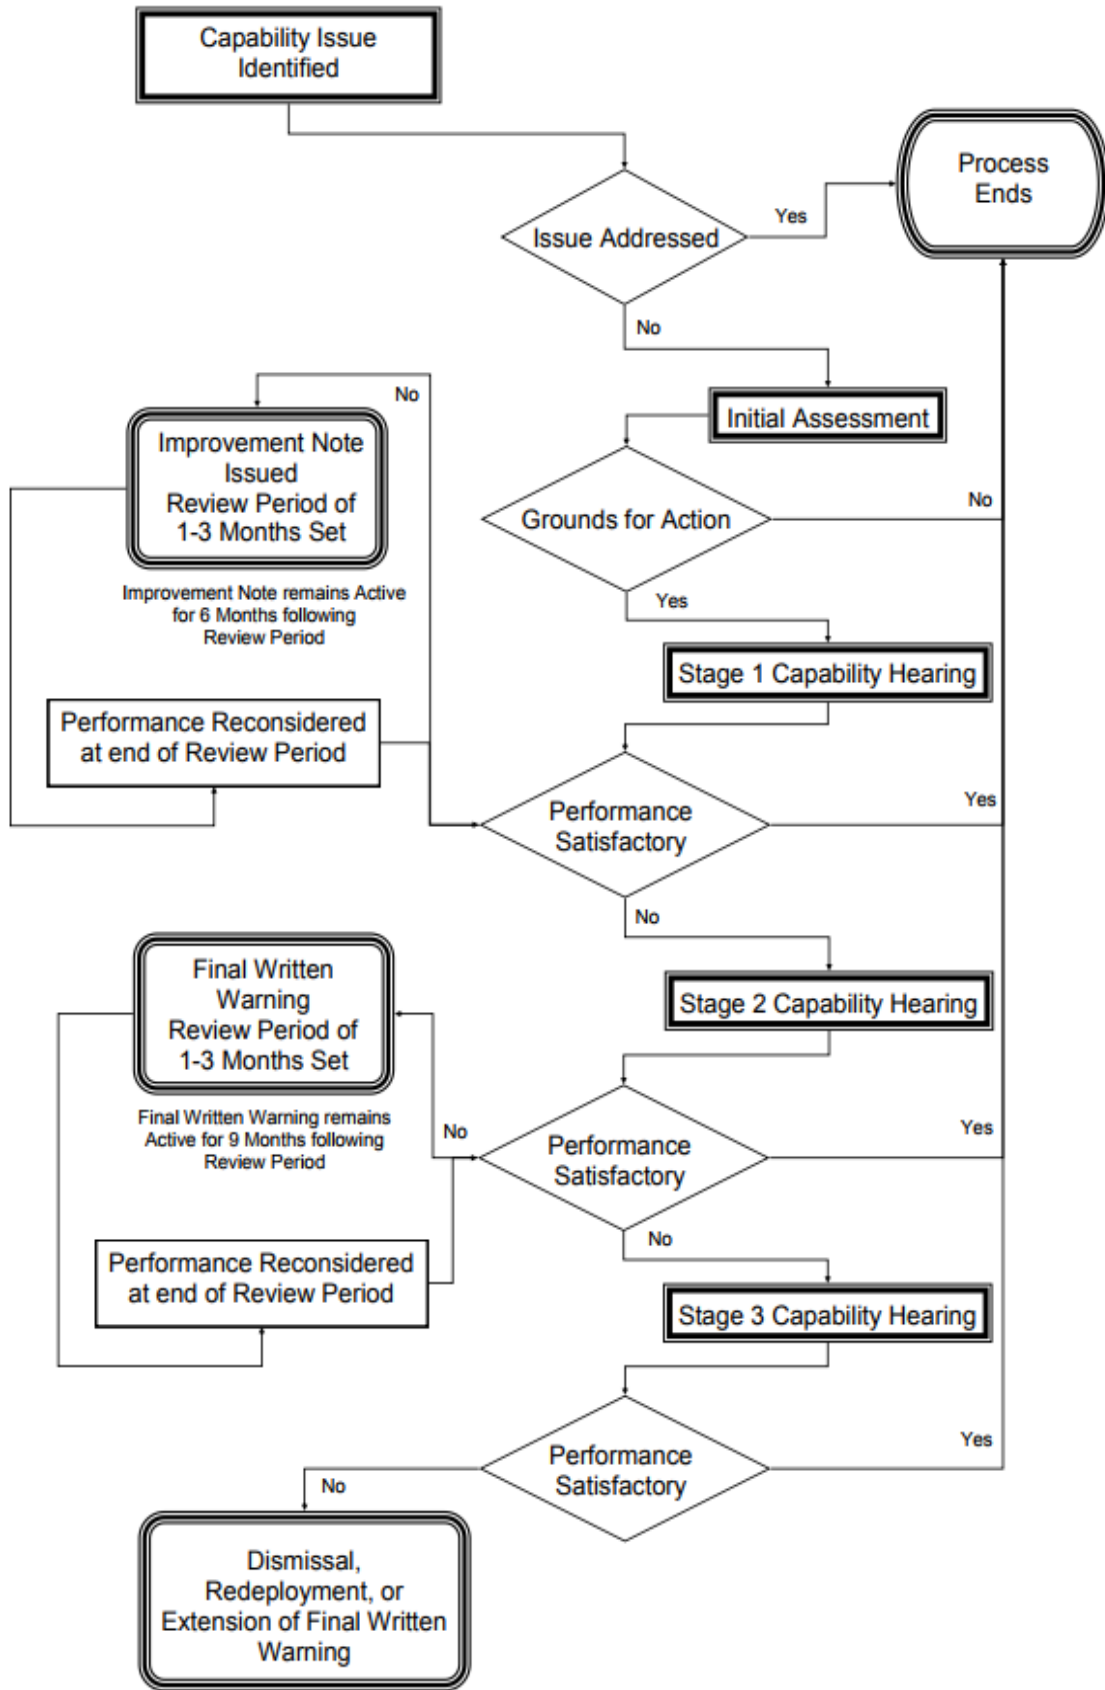 Capability Issue
Identified
Process
Ends
Issue Addressed
Yes
No
Initial Assessment
No
Improvement Note
Issued
Review Period of
1-3 Months Set
Improvement Note remains Active
for 6 Months following
Review Period
Grounds for Action
No
Yes
Stage 1 Capability Hearing
Performance Reconsidered
at end of Review Period
Performance
Satisfactory
Yes
No
Final Written
Warning
Review Period of
1-3 Months Set
Final Written Warning remains
Active for 9 Months following
Review Period
Stage 2 Capability Hearing
No
Performance
Satisfactory
Yes
No
Performance Reconsidered
at end of Review Period
Stage 3 Capability Hearing
Performance
Satisfactory
Yes
No
Dismissal,
Redeployment, or
Extension of Final Written
Warning